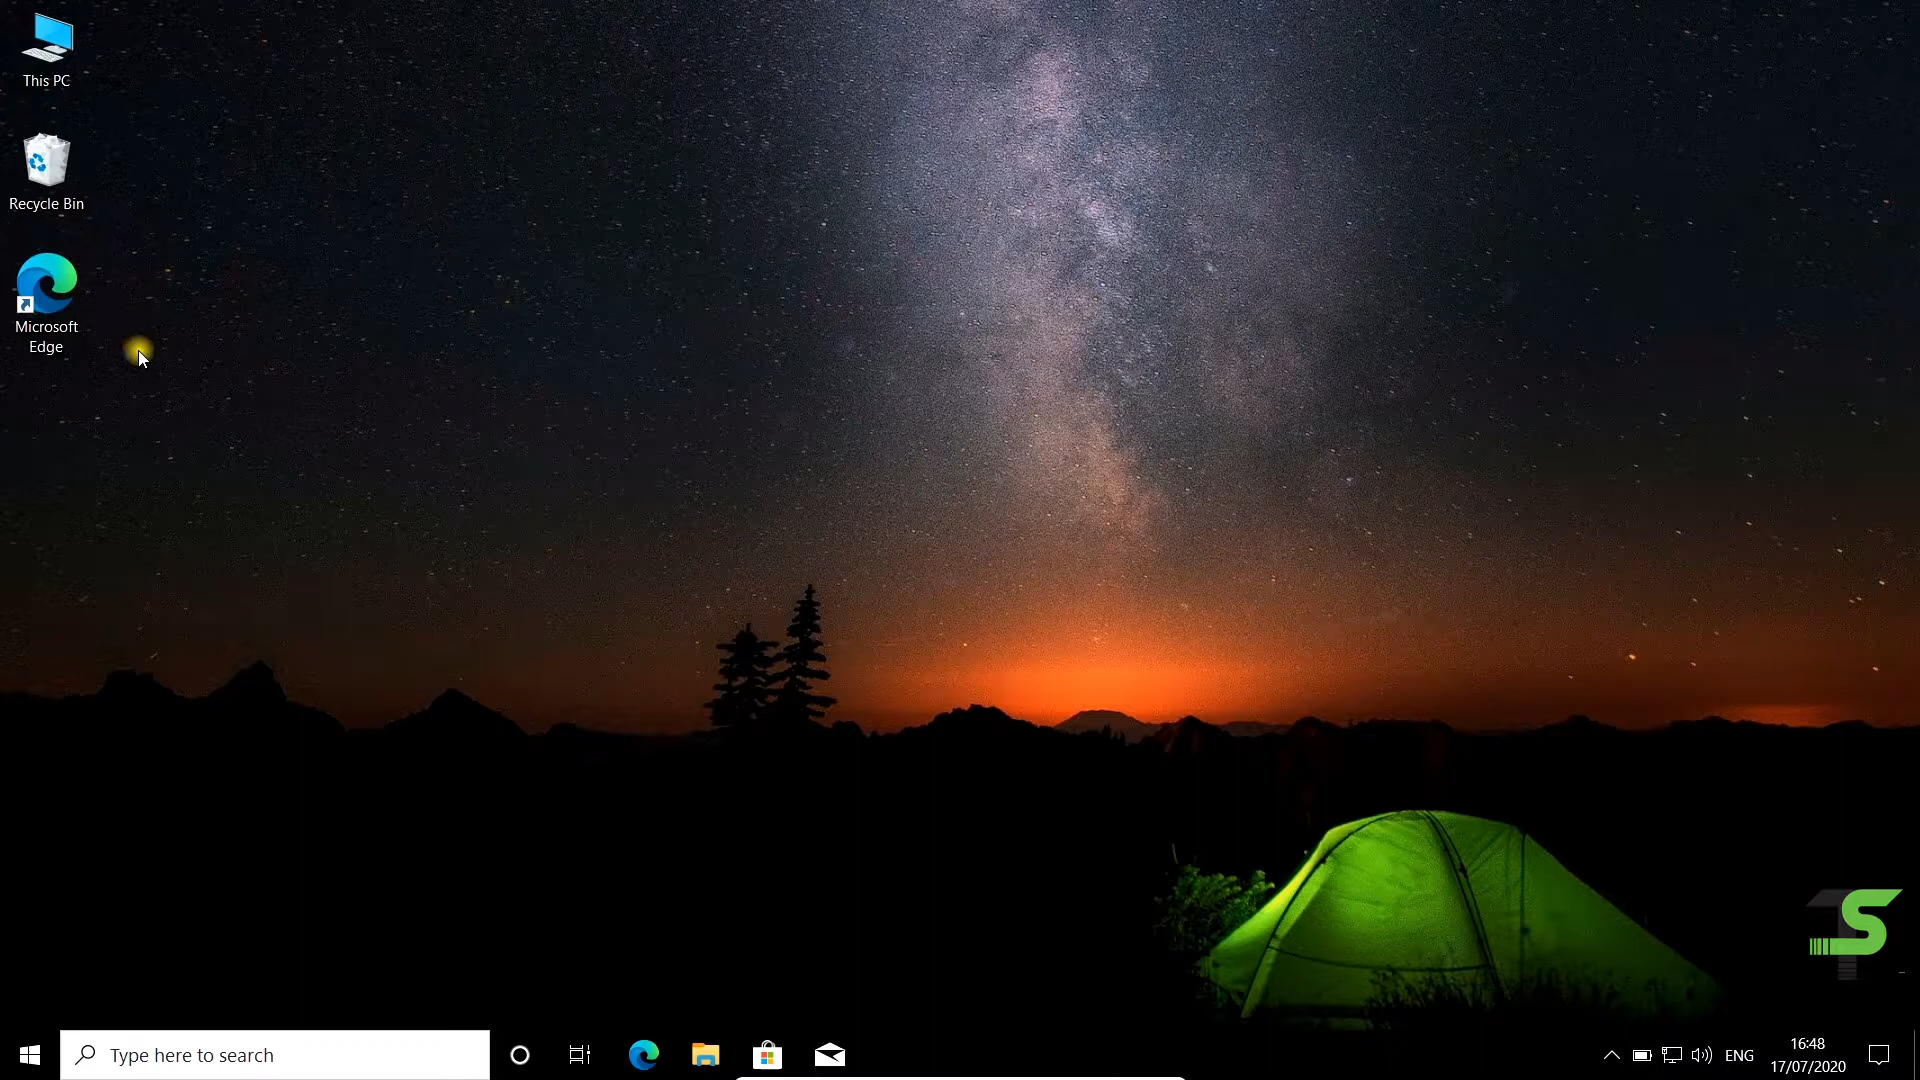 This PC
Recycle Bin
Microsoft
Edge
Type here to search
ENG
16:48
17/07/2020